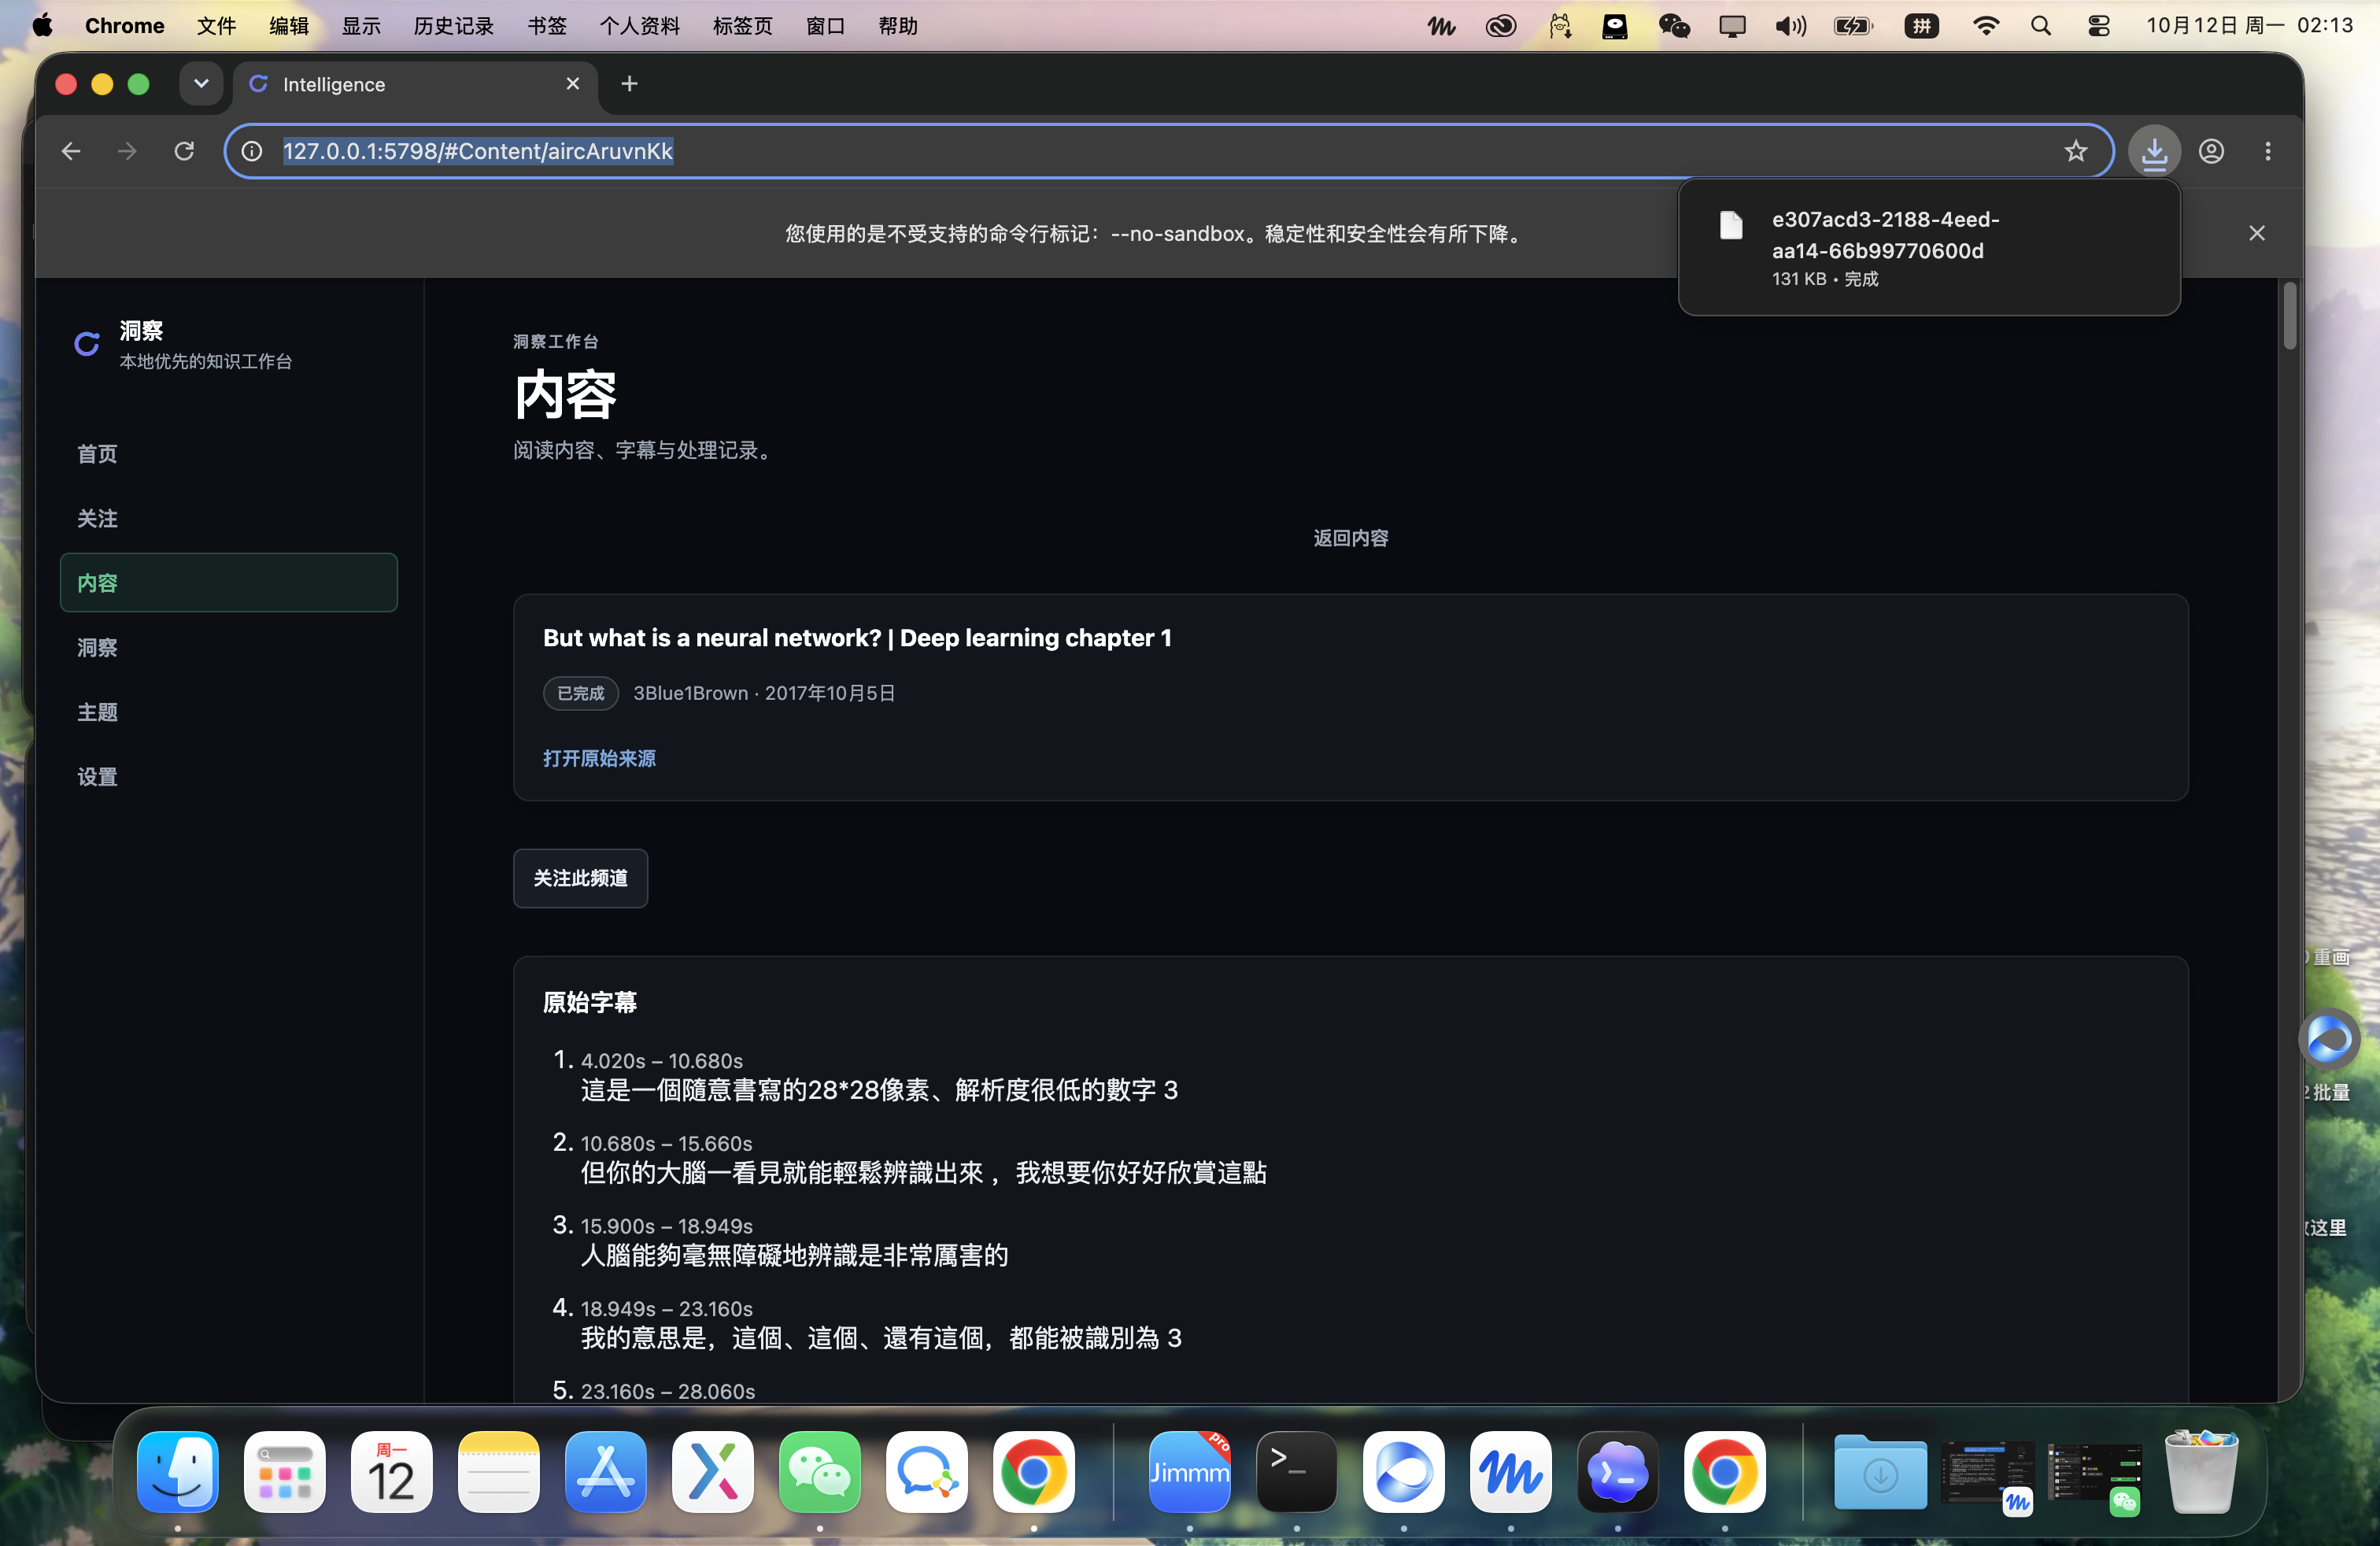 Chrome 文件 编辑 显示 历史记录 书签 个人资料 标签页 窗口 帮助
拼
10月12日 周一 02:13
Intelligence
127.0.0.1:5798/#Content/aircAruvnKk
您使用的是不受支持的命令行标记：--no-sandbox。稳定性和安全性会有所下降。
e307acd3-2188-4eed-
aa14-66b99770600d
131 KB • 完成
洞察
本地优先的知识工作台
首页
关注
内容
洞察
主题
设置
洞察工作台
内容
阅读内容、字幕与处理记录。
返回内容
But what is a neural network? | Deep learning chapter 1
已完成 3Blue1Brown · 2017年10月5日
打开原始来源
关注此频道
原始字幕
1. 4.020s – 10.680s
這是一個隨意書寫的28*28像素、解析度很低的數字 3
2. 10.680s – 15.660s
但你的大腦一看見就能輕鬆辨識出來 ，我想要你好好欣賞這點
3. 15.900s – 18.949s
人腦能夠毫無障礙地辨識是非常厲害的
4. 18.949s – 23.160s
我的意思是，這個、這個、還有這個，都能被識別為 3
5. 23.160s – 28.060s
重画
批量
这里
周一
12
Jimmm
pro